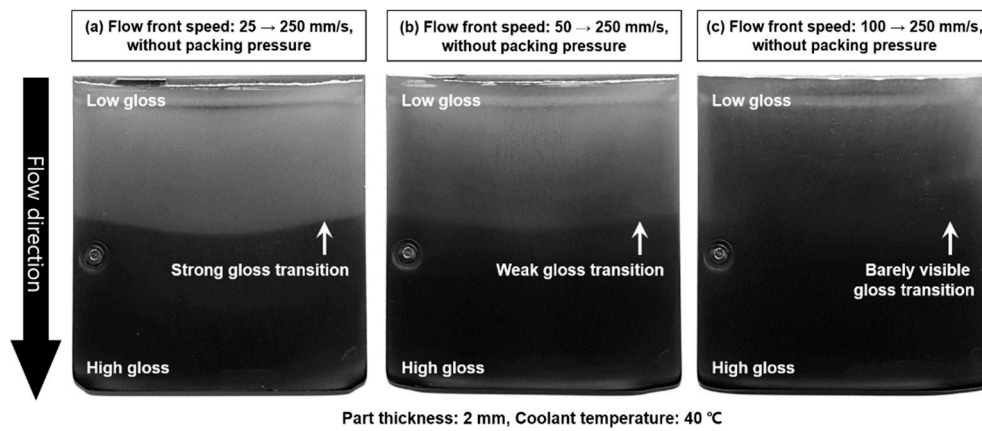 (a) Flow front speed: 25 → 250 mm/s,
without packing pressure
(b) Flow front speed: 50 → 250 mm/s,
without packing pressure
(c) Flow front speed: 100 → 250 mm/s,
without packing pressure
Flow direction
Low gloss
Strong gloss transition
High gloss
Low gloss
Weak gloss transition
High gloss
Low gloss
Barely visible
gloss transition
High gloss
Part thickness: 2 mm, Coolant temperature: 40 ℃